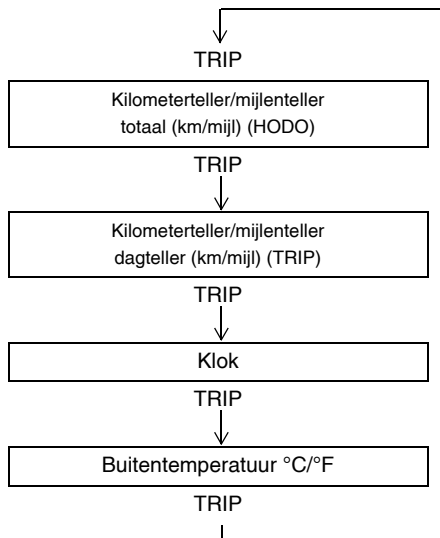 TRIP
Kilometerteller/mijlenteller
totaal (km/mijl) (HODO)
TRIP
Kilometerteller/mijlenteller
dagteller (km/mijl) (TRIP)
TRIP
Klok
TRIP
Buitentemperatuur °C/°F
TRIP